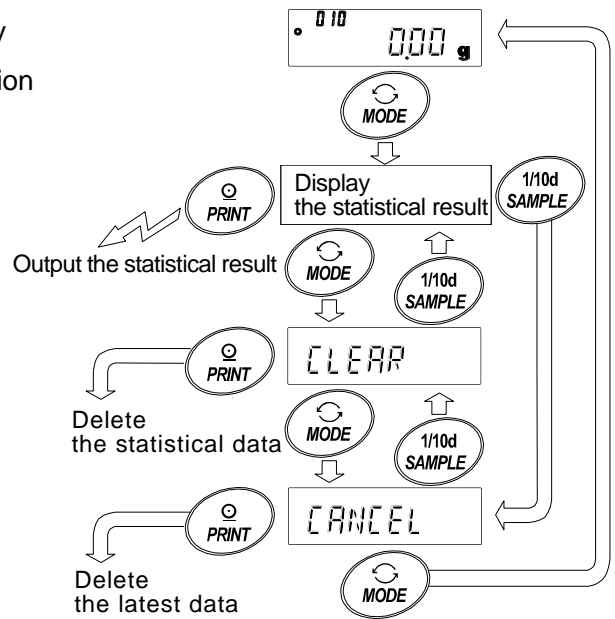 y
ion
010
0.00 g
MODE
Display
the statistical result
PRINT
1/10d
SAMPLE
Output the statistical result
MODE
1/10d
SAMPLE
PRINT
CLEAR
Delete
the statistical data
MODE
1/10d
SAMPLE
PRINT
CANCEL
Delete
the latest data
MODE